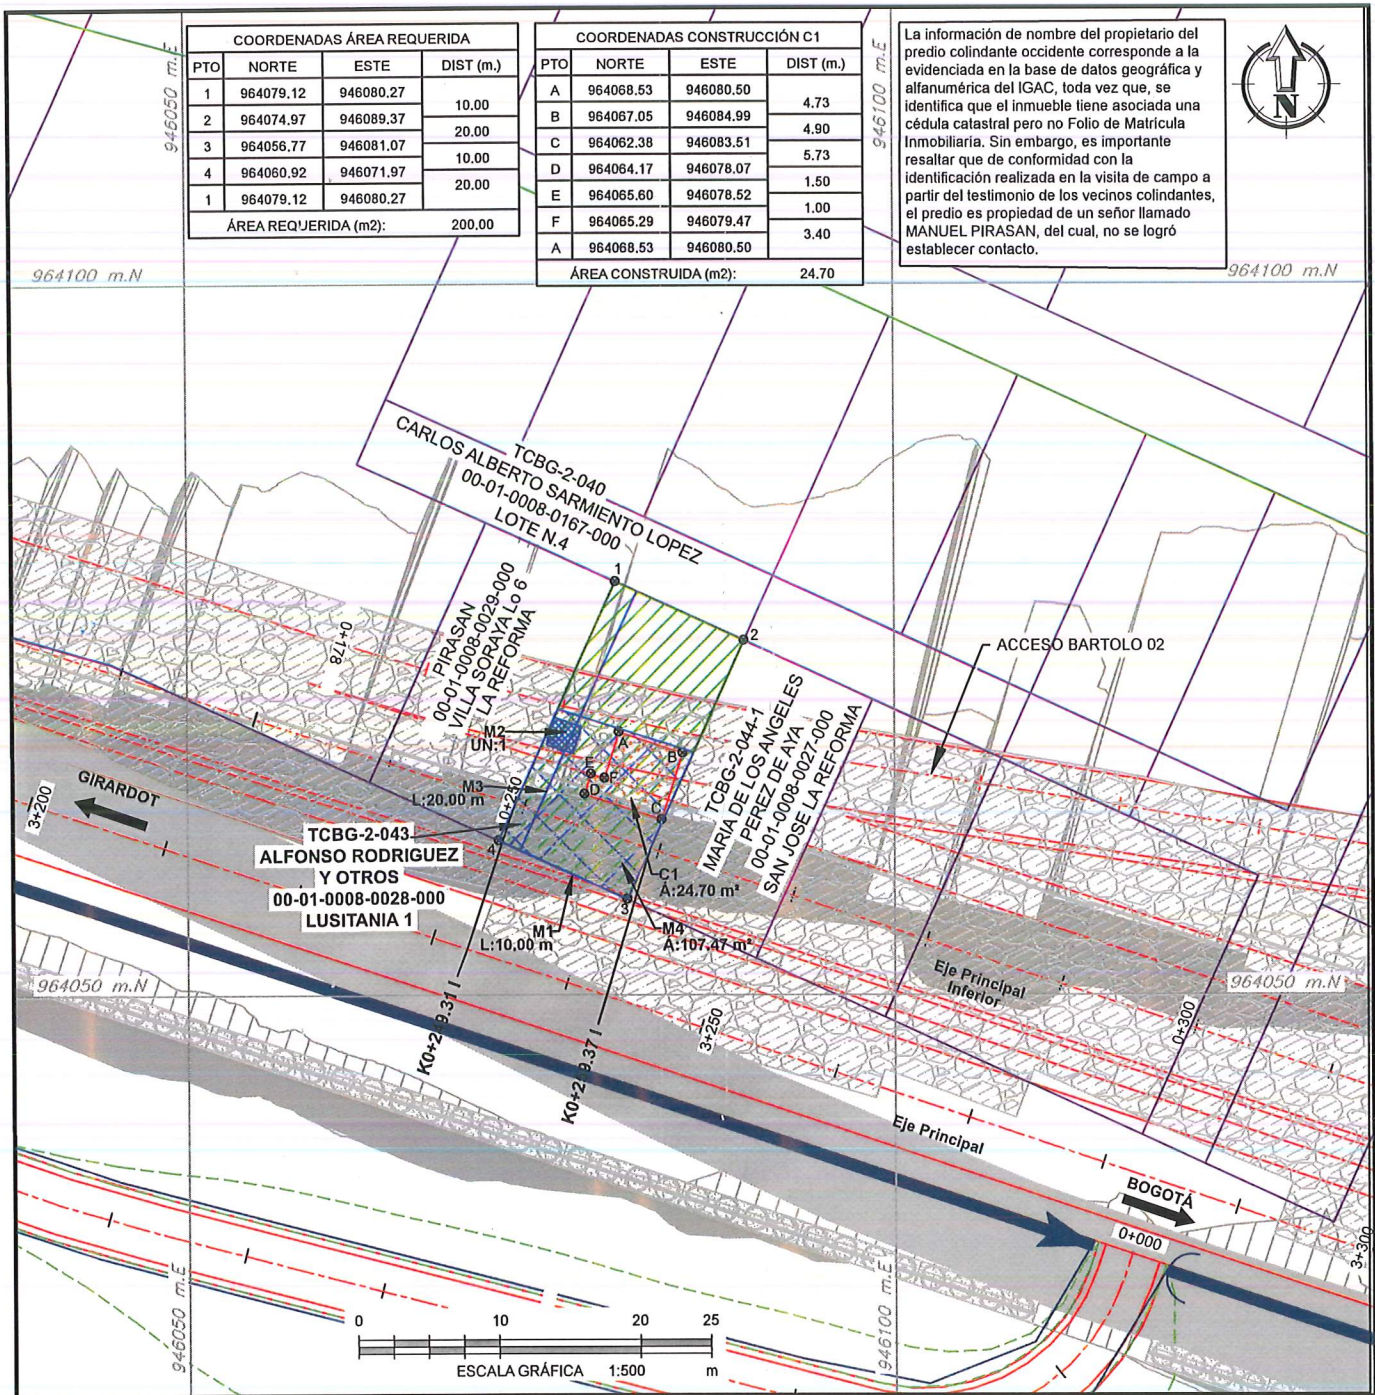 COORDENADAS ÁREA REQUERIDA
PTO NORTE ESTE DIST (m.)
1 964079.12 946080.27
10.00
2 964074.97 946089.37
20.00
3 964056.77 946081.07
10.00
4 964060.92 946071.97
20.00
1 964079.12 946080.27
ÁREA REQUERIDA (m2): 200.00
COORDENADAS CONSTRUCCIÓN C1
PTO NORTE ESTE DIST (m.)
A 964068.53 946080.50
4.73
B 964067.05 946084.99
4.90
C 964062.38 946083.51
5.73
D 964064.17 946078.07
1.50
E 964065.60 946078.52
1.00
F 964065.29 946079.47
3.40
A 964068.53 946080.50
ÁREA CONSTRUIDA (m2): 24.70
La información de nombre del propietario del
predio colindante occidente corresponde a la
evidenciada en la base de datos geográfica y
alfanumérica del IGAC, toda vez que, se
identifica que el inmueble tiene asociada una
cédula catastral pero no Folio de Matricula
Inmobiliaria. Sin embargo, es importante
resaltar que de conformidad con la
identificación realizada en la visita de campo a
partir del testimonio de los vecinos colindantes,
el predio es propiedad de un señor llamado
MANUEL PIRASAN, del cual, no se logró
establecer contacto.
N
946050 m.E
946100 m.E
964100 m.N
964100 m.N
TCBG-2-040
CARLOS ALBERTO SARMIENTO LOPEZ
00-01-0008-0167-000
LOTE N.4
1
2
PIRASAN
00-01-0008-0029-000
VILLA SORAYA Lo 6
LA REFORMA
0+178
ACCESO BARTOLO 02
TCBG-2-044-1
MARIA DE LOS ANGELES
PEREZ DE AYA
00-01-0008-0027-000
SAN JOSE LA REFORMA
M2
UN:1
A
B
E
F
D
C
M3
L:20,00 m
0+250
GIRARDOT
3+200
TCBG-2-043
ALFONSO RODRIGUEZ
Y OTROS
00-01-0008-0028-000
LUSITANIA 1
4
3
C1
Á:24.70 m²
M1
L:10,00 m
M4
Á:107,47 m²
964050 m.N
964050 m.N
Eje Principal
Inferior
0+300
K0+249.31 I
K0+259.37 I
3+250
Eje Principal
BOGOTÁ
0+000
3+300
946050 m.E
946100 m.E
0 10 20 25
ESCALA GRÁFICA 1:500 m